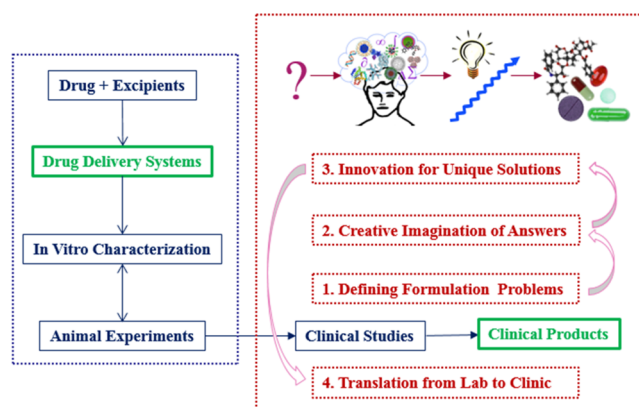 Drug + Excipients
Drug Delivery Systems
In Vitro Characterization
Animal Experiments
?
3. Innovation for Unique Solutions
2. Creative Imagination of Answers
1. Defining Formulation Problems
Clinical Studies
Clinical Products
4. Translation from Lab to Clinic